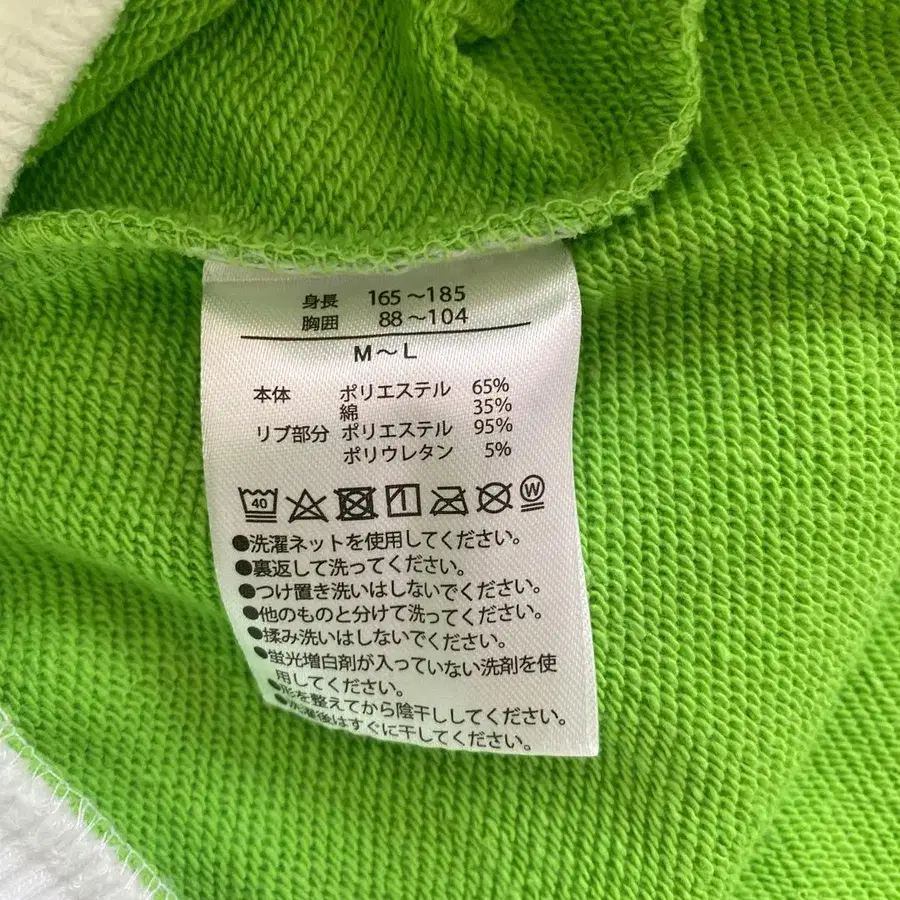 身長 165～185
胸囲 88～104
M～L
本体 ポリエステル 65%
綿 35%
リブ部分 ポリエステル 95%
ポリウレタン 5%
40 W
●洗濯ネットを使用してください。
●裏返して洗ってください。
●つけ置き洗いはしないでください。
●他のものと分けて洗ってください。
●揉み洗いはしないでください。
●蛍光増白剤が入っていない洗剤を使
用してください。
●形を整えてから陰干ししてください。
●洗濯後はすぐに干してください。